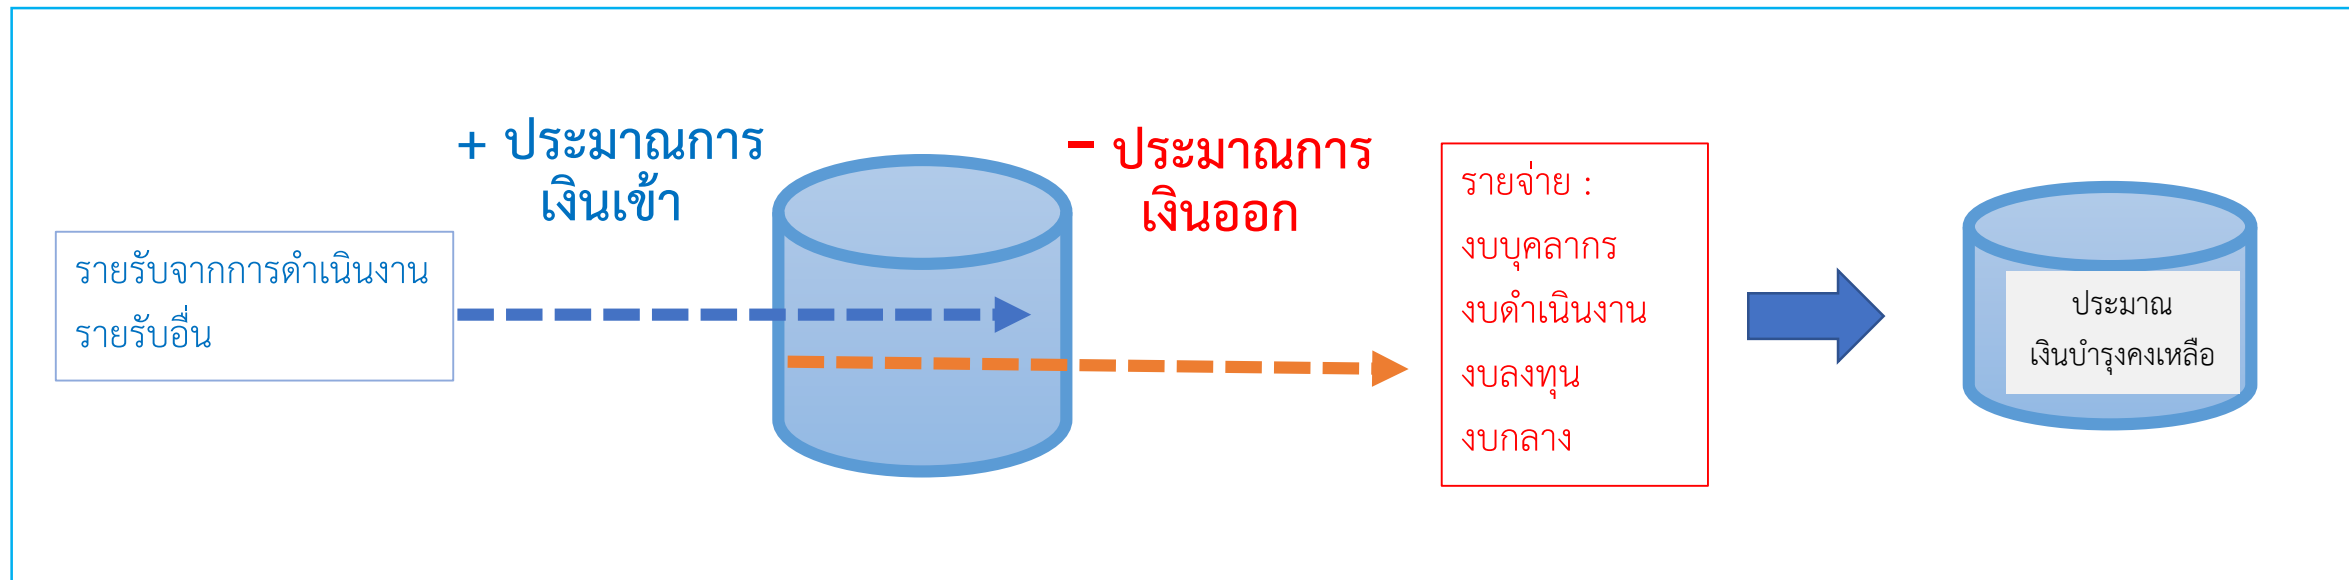 + ประมาณการ
เงินเข้า
รายรับจากการดำเนินงาน
รายรับอื่น
- ประมาณการ
เงินออก
รายจ่าย :
งบบุคลากร
งบดำเนินงาน
งบลงทุน
งบกลาง
ประมาณ
เงินบำรุงคงเหลือ